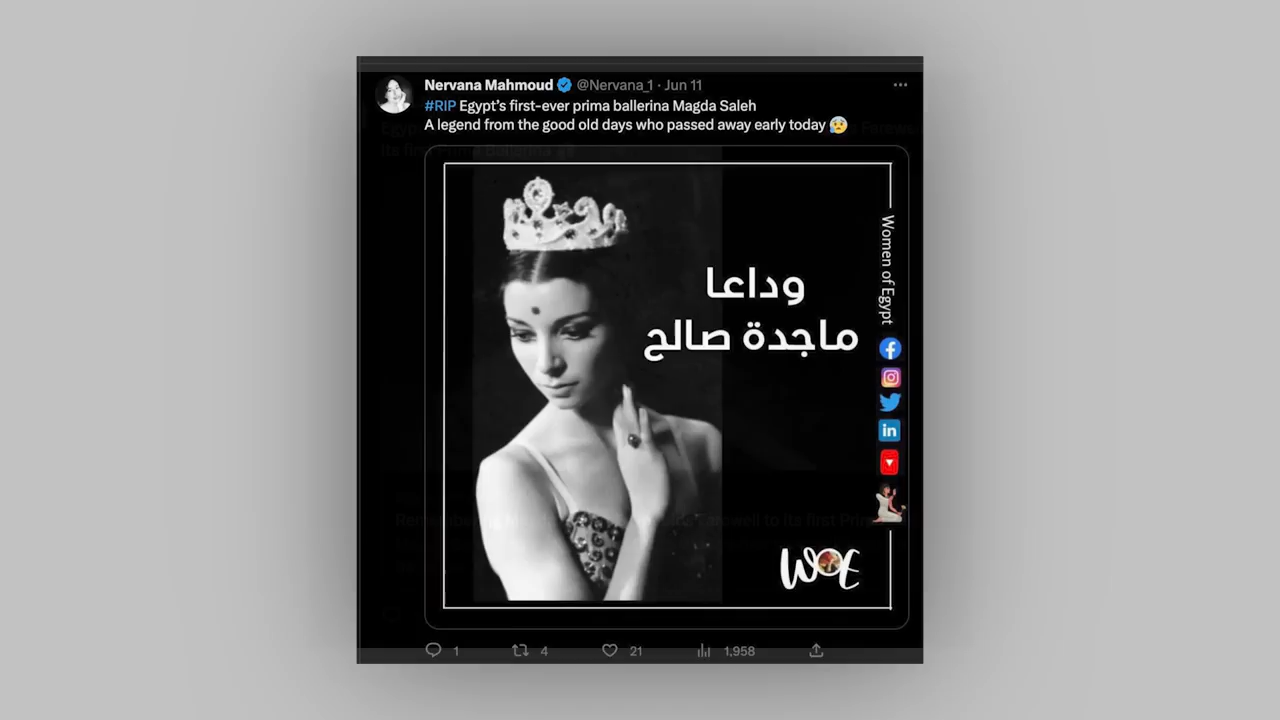 Nervana Mahmoud @Nervana_1 · Jun 11
#RIP Egypt's first-ever prima ballerina Magda Saleh
A legend from the good old days who passed away early today
وداعا
ماجدة صالح
Women of Egypt
WOE
1 4 21 1,958